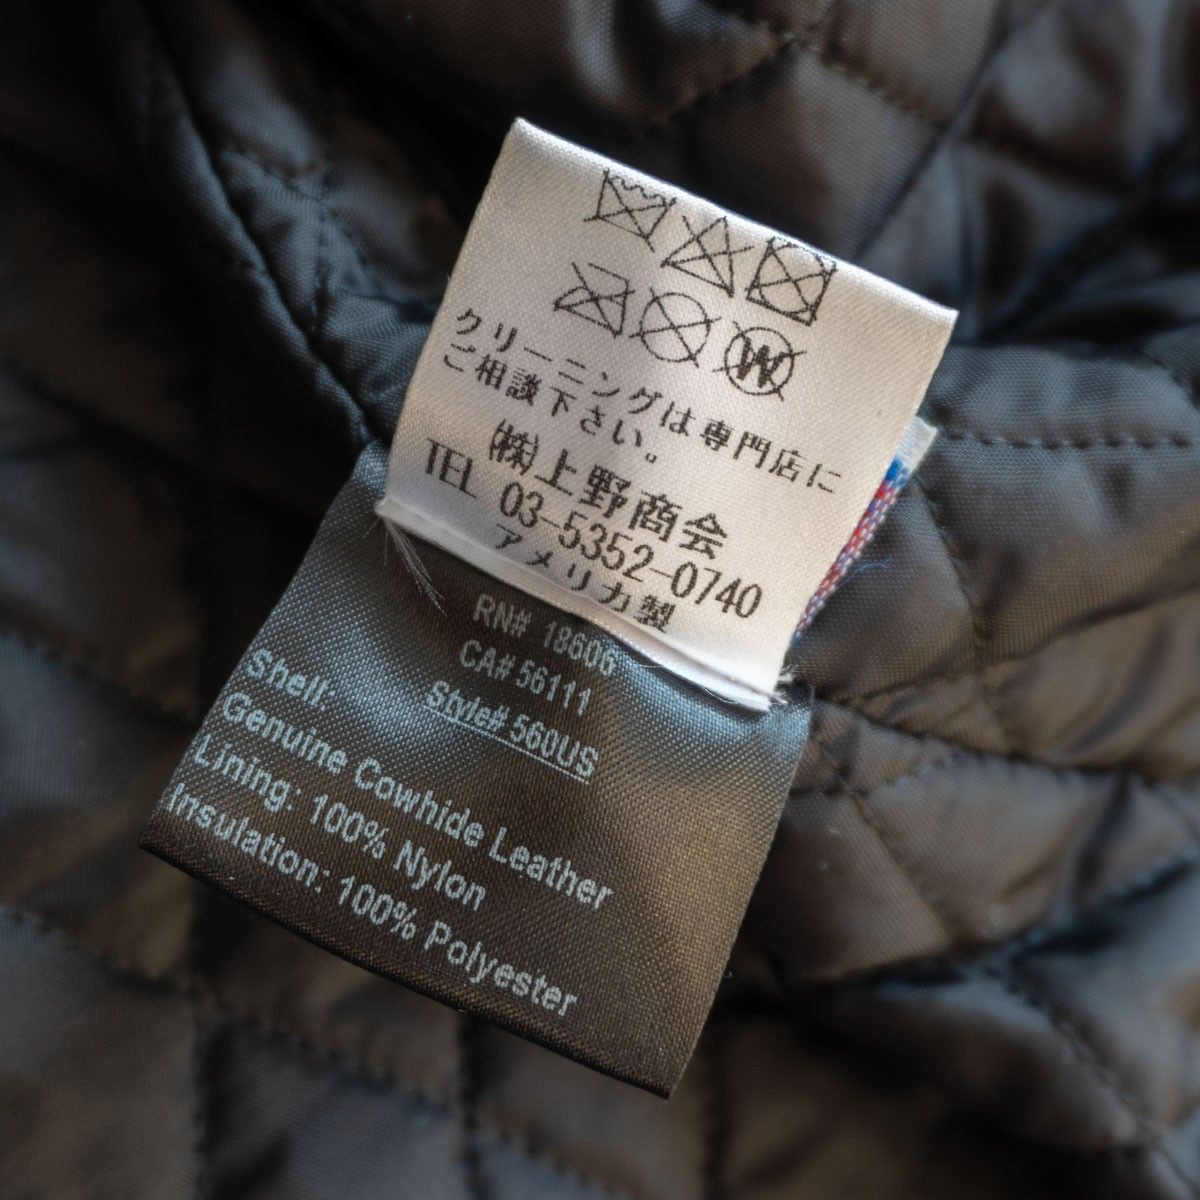 W
クリーニングは専門店に
ご相談下さい。
(株)上野商会
TEL 03-5352-0740
アメリカ製
RN# 18606
CA# 56111
Style# 560US
Shell:
Genuine Cowhide Leather
Lining: 100% Nylon
Insulation: 100% Polyester